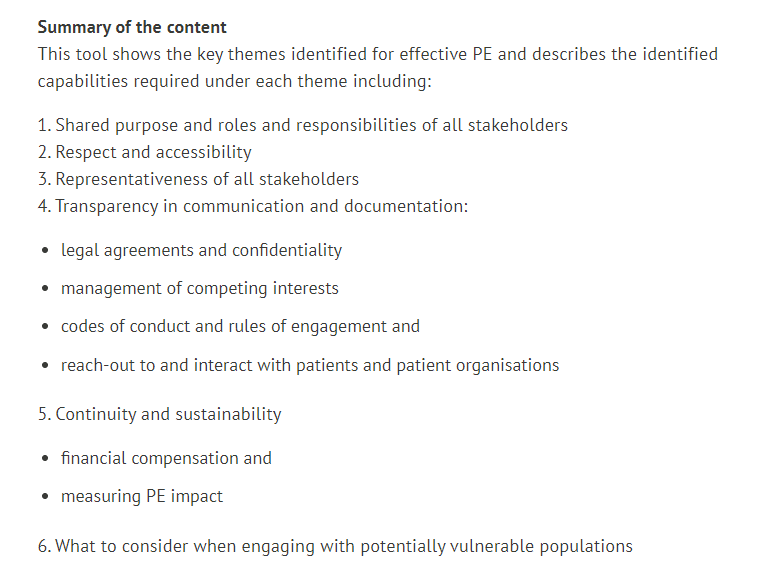 Summary of the content
This tool shows the key themes identified for effective PE and describes the identified
capabilities required under each theme including:
1. Shared purpose and roles and responsibilities of all stakeholders
2. Respect and accessibility
3. Representativeness of all stakeholders
4. Transparency in communication and documentation:
• legal agreements and confidentiality
• management of competing interests
• codes of conduct and rules of engagement and
• reach-out to and interact with patients and patient organisations
5. Continuity and sustainability
• financial compensation and
• measuring PE impact
6. What to consider when engaging with potentially vulnerable populations